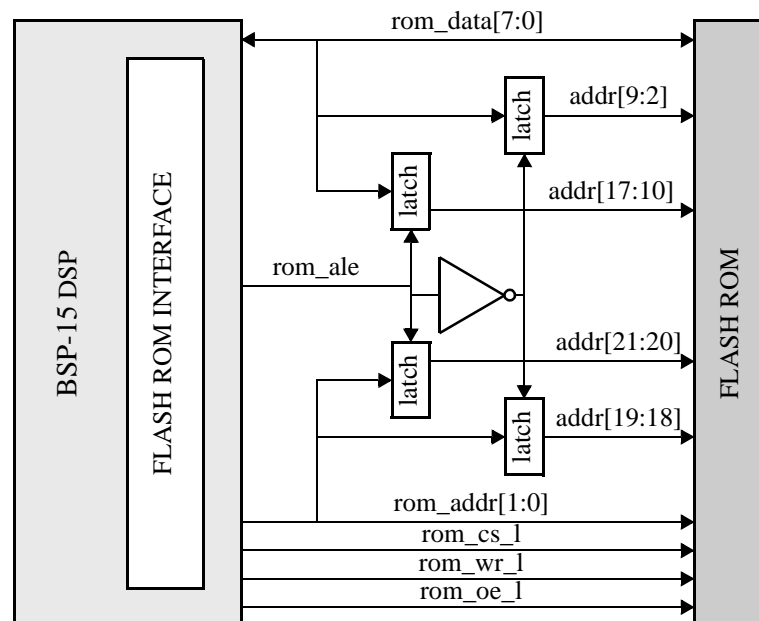 rom_data[7:0]
addr[9:2]
latch
latch
addr[17:10]
BSP-15 DSP
FLASH ROM INTERFACE
rom_ale
FLASH ROM
addr[21:20]
latch
addr[19:18]
latch
rom_addr[1:0]
rom_cs_l
rom_wr_l
rom_oe_l